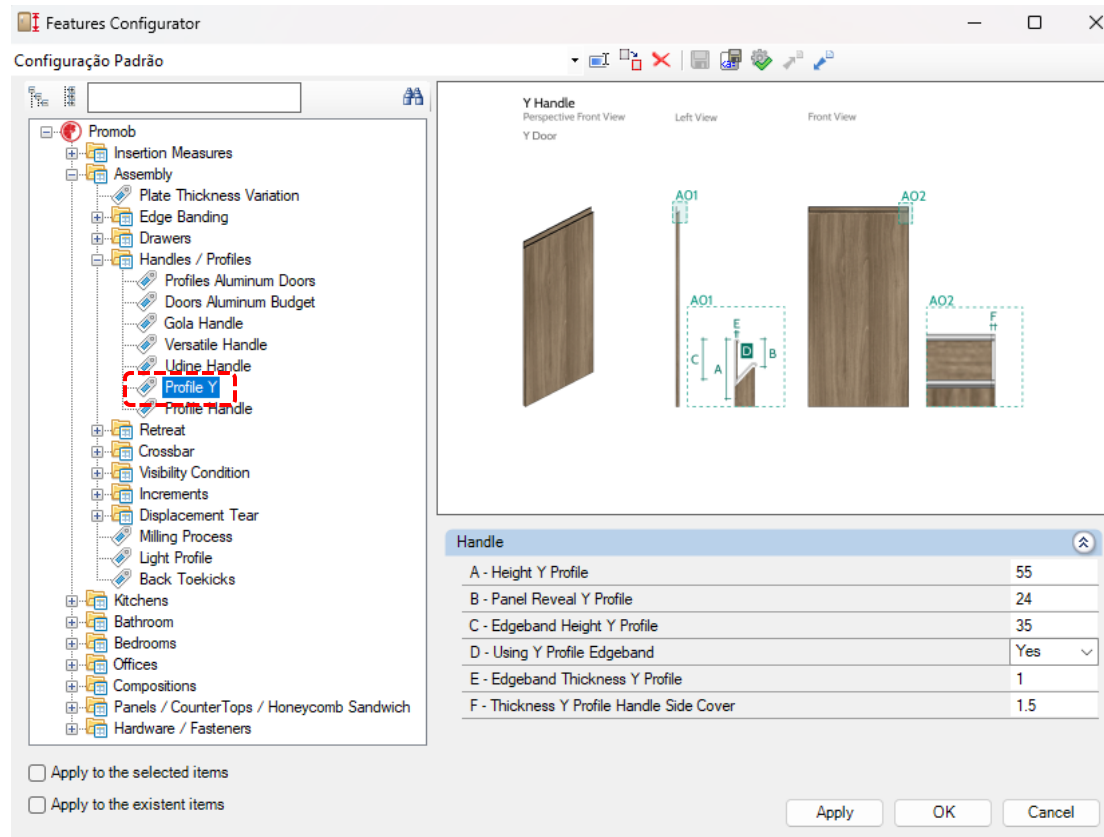 Features Configurator
Configuração Padrão
Promob
Insertion Measures
Assembly
Plate Thickness Variation
Edge Banding
Drawers
Handles / Profiles
Profiles Aluminum Doors
Doors Aluminum Budget
Gola Handle
Versatile Handle
Udine Handle
Profile Y
Profile Handle
Retreat
Crossbar
Visibility Condition
Increments
Displacement Tear
Milling Process
Light Profile
Back Toekicks
Kitchens
Bathroom
Bedrooms
Offices
Compositions
Panels / CounterTops / Honeycomb Sandwich
Hardware / Fasteners
Y Handle
Perspective Front View Left View Front View
Y Door
A01 A02
A01 A02
E F
C A D B
Handle
A - Height Y Profile 55
B - Panel Reveal Y Profile 24
C - Edgeband Height Y Profile 35
D - Using Y Profile Edgeband Yes
E - Edgeband Thickness Y Profile 1
F - Thickness Y Profile Handle Side Cover 1.5
Apply to the selected items
Apply to the existent items
Apply OK Cancel